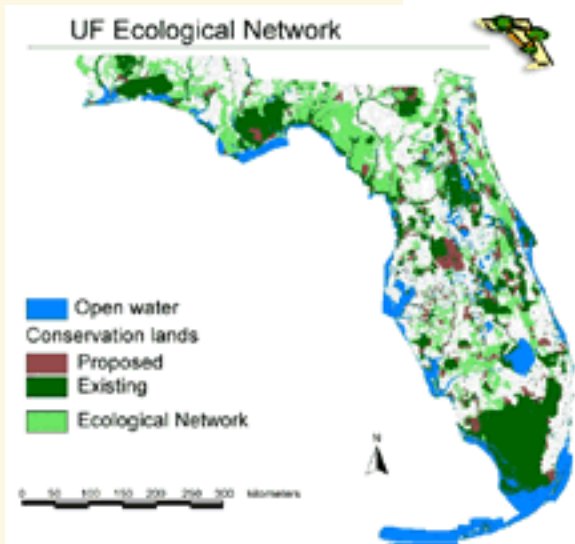 UF Ecological Network
Open water
Conservation lands
Proposed
Existing
Ecological Network
N
0 50 100 150 200 250 300 kilometers